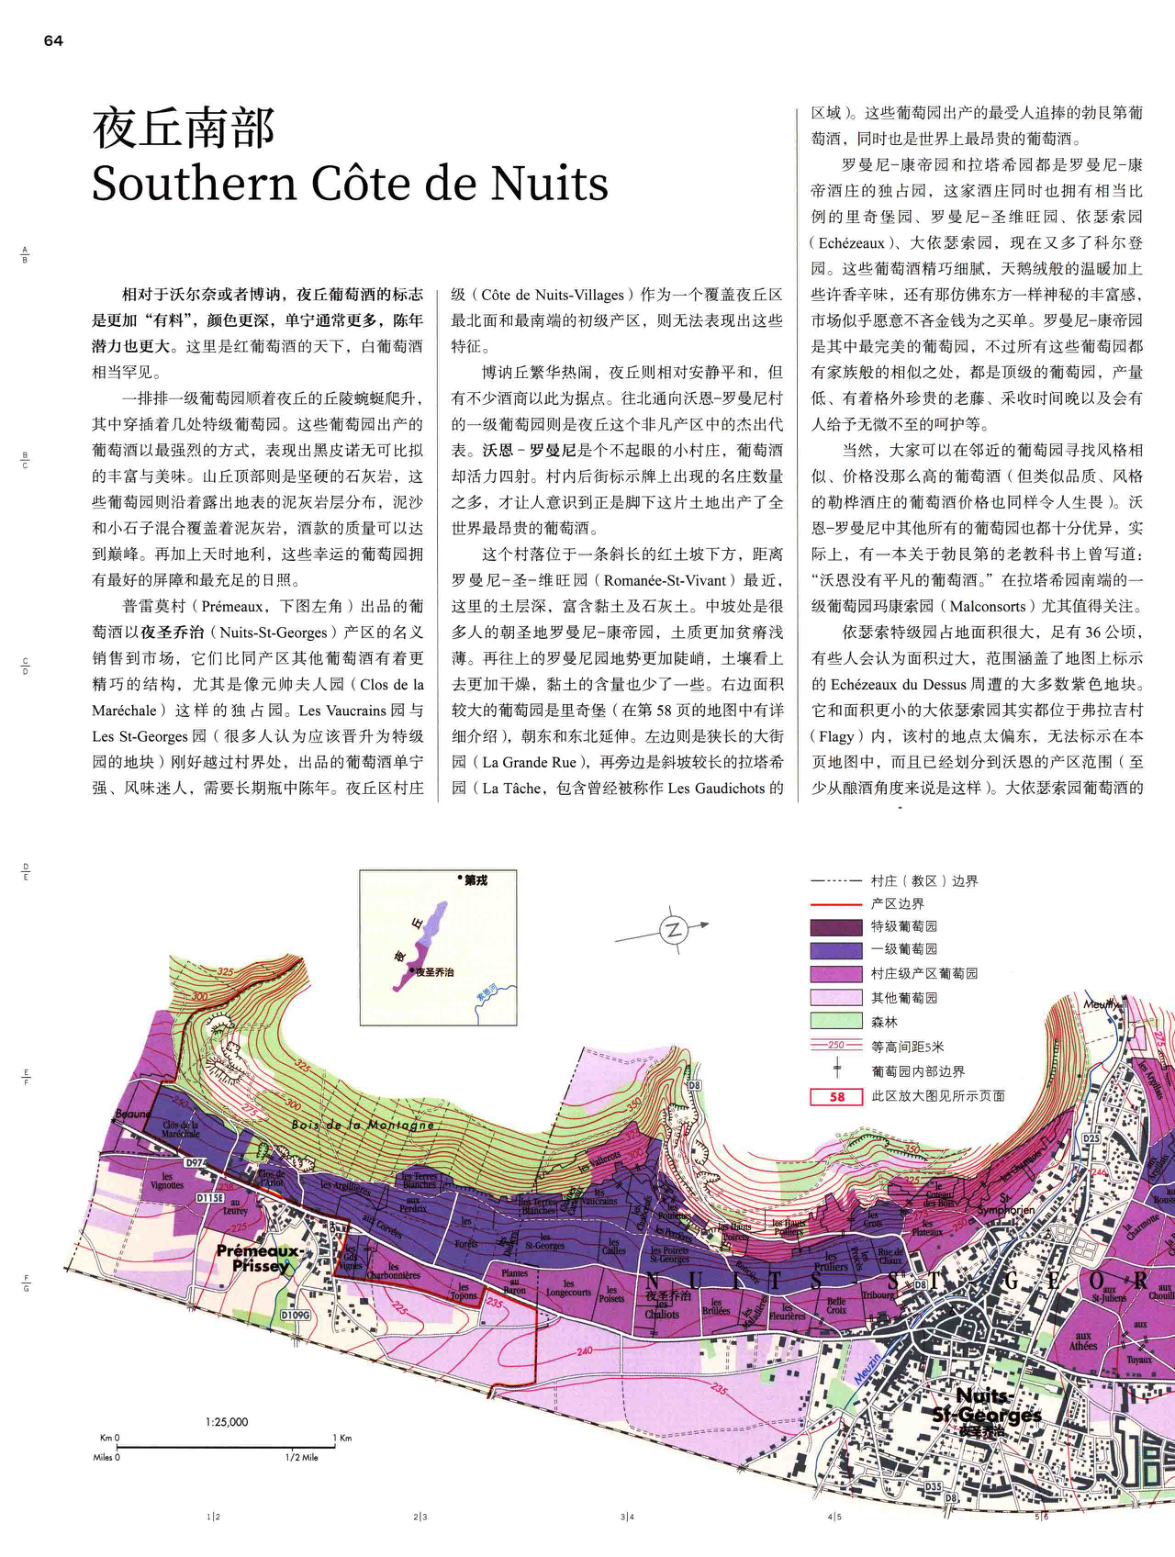 64
夜丘南部
Southern Côte de Nuits
相对于沃尔奈或者博讷，夜丘葡萄酒的标志
是更加“有料”，颜色更深，单宁通常更多，陈年
潜力也更大。这里是红葡萄酒的天下，白葡萄酒
相当罕见。
一排排一级葡萄园顺着夜丘的丘陵蜿蜒爬升，
其中穿插着几处特级葡萄园。这些葡萄园出产的
葡萄酒以最强烈的方式，表现出黑皮诺无可比拟
的丰富与美味。山丘顶部则是坚硬的石灰岩，这
些葡萄园则沿着露出地表的泥灰岩层分布，泥沙
和小石子混合覆盖着泥灰岩，酒款的质量可以达
到巅峰。再加上天时地利，这些幸运的葡萄园拥
有最好的屏障和最充足的日照。
普雷莫村（Prémeaux，下图左角）出品的葡
萄酒以夜圣乔治（Nuits-St-Georges）产区的名义
销售到市场，它们比同产区其他葡萄酒有着更
精巧的结构，尤其是像元帅夫人园（Clos de la
Maréchale）这样的独占园。Les Vaucrains 园与
Les St-Georges 园（很多人认为应该晋升为特级
园的地块）刚好越过村界处，出品的葡萄酒单宁
强、风味迷人，需要长期瓶中陈年。夜丘区村庄
级（Côte de Nuits-Villages）作为一个覆盖夜丘区
最北面和最南端的初级产区，则无法表现出这些
特征。
博讷丘繁华热闹，夜丘则相对安静平和，但
有不少酒商以此为据点。往北通向沃恩-罗曼尼村
的一级葡萄园则是夜丘这个非凡产区中的杰出代
表。沃恩-罗曼尼是个不起眼的小村庄，葡萄酒
却活力四射。村内后街标示牌上出现的名庄数量
之多，才让人意识到正是脚下这片土地出产了全
世界最昂贵的葡萄酒。
这个村落位于一条斜长的红土坡下方，距离
罗曼尼-圣-维旺园（Romanée-St-Vivant）最近，
这里的土层深，富含黏土及石灰土。中坡处是很
多人的朝圣地罗曼尼-康帝园，土质更加贫瘠浅
薄。再往上的罗曼尼园地势更加陡峭，土壤看上
去更加干燥，黏土的含量也少了一些。右边面积
较大的葡萄园是里奇堡（在第 58 页的地图中有详
细介绍），朝东和东北延伸。左边则是狭长的大街
园（La Grande Rue），再旁边是斜坡较长的拉塔希
园（La Tâche，包含曾经被称作 Les Gaudichots 的
区域）。这些葡萄园出产的最受人追捧的勃艮第葡
萄酒，同时也是世界上最昂贵的葡萄酒。
罗曼尼-康帝园和拉塔希园都是罗曼尼-康
帝酒庄的独占园，这家酒庄同时也拥有相当比
例的里奇堡园、罗曼尼-圣维旺园、依瑟索园
（Echézeaux）、大依瑟索园，现在又多了科尔登
园。这些葡萄酒精巧细腻，天鹅绒般的温暖加上
些许香辛味，还有那仿佛东方一样神秘的丰富感，
市场似乎愿意不吝金钱为之买单。罗曼尼-康帝园
是其中最完美的葡萄园，不过所有这些葡萄园都
有家族般的相似之处，都是顶级的葡萄园，产量
低、有着格外珍贵的老藤、采收时间晚以及会有
人给予无微不至的呵护等。
当然，大家可以在邻近的葡萄园寻找风格相
似、价格没那么高的葡萄酒（但类似品质、风格
的勒桦酒庄的葡萄酒价格也同样令人生畏）。沃
恩-罗曼尼中其他所有的葡萄园也都十分优异，实
际上，有一本关于勃艮第的老教科书上曾写道：
“沃恩没有平凡的葡萄酒。”在拉塔希园南端的一
级葡萄园玛康索园（Malconsorts）尤其值得关注。
依瑟索特级园占地面积很大，足有 36 公顷，
有些人会认为面积过大，范围涵盖了地图上标示
的 Echézeaux du Dessus 周遭的大多数紫色地块。
它和面积更小的大依瑟索园其实都位于弗拉吉村
（Flagy）内，该村的地点太偏东，无法标示在本
页地图中，而且已经划分到沃恩的产区范围（至
少从酿酒角度来说是这样）。大依瑟索园葡萄酒的
A
B
B
C
C
D
D
E
E
F
F
G
第戎
夜 丘
夜圣乔治
索恩河
N
村庄（教区）边界
产区边界
特级葡萄园
一级葡萄园
村庄级产区葡萄园
其他葡萄园
森林
250 等高间距5米
葡萄园内部边界
58 此区放大图见所示页面
325
300
325
300
275
250
Bois de la Montagne
Beaune
Clos de la
Maréchale
D974
les
Vignottes
D115E
au
Leurey
225
Prémeaux-
Prissey
D109G
Clos de
l'Arlot
les Argillières
les Terres
Blanches
aux
Perdrix
aux Corvées
les
Forêts
les Gds
Vignes
les
Charbonnières
les
Topons
Plantes
au
Baron
les Terres
Blanches
les
St-Georges
les
Vaucrains
les
Cailles
les
Longecourts
les
Poisets
les Vallerots
350
300
D8
les Poirets
St-Georges
les Hauts
Poirets
les Hauts
Pruliers
NUITS-ST-GEOR
夜圣乔治
les
Chaliots
les
Brûlées
les
Fleurières
Belle
Croix
les
Pruliers
les
Crots
Rue de
Chaux
Tribourg
le
Coteau
des Bois
les
Plateaux
St-
Symphorien
350
325
250
Meuilley
D25
246
275
les Argillats
la
Charmotte
aux
St-Juliens
aux
Athées
aux
Tuyaux
225
235
240
235
Meuzin
D8
Nuits-
St-Georges
夜圣乔治
D35
D8
1:25,000
Km 0 1 Km
Miles 0 1/2 Mile
1|2
2|3
3|4
4|5
5|6